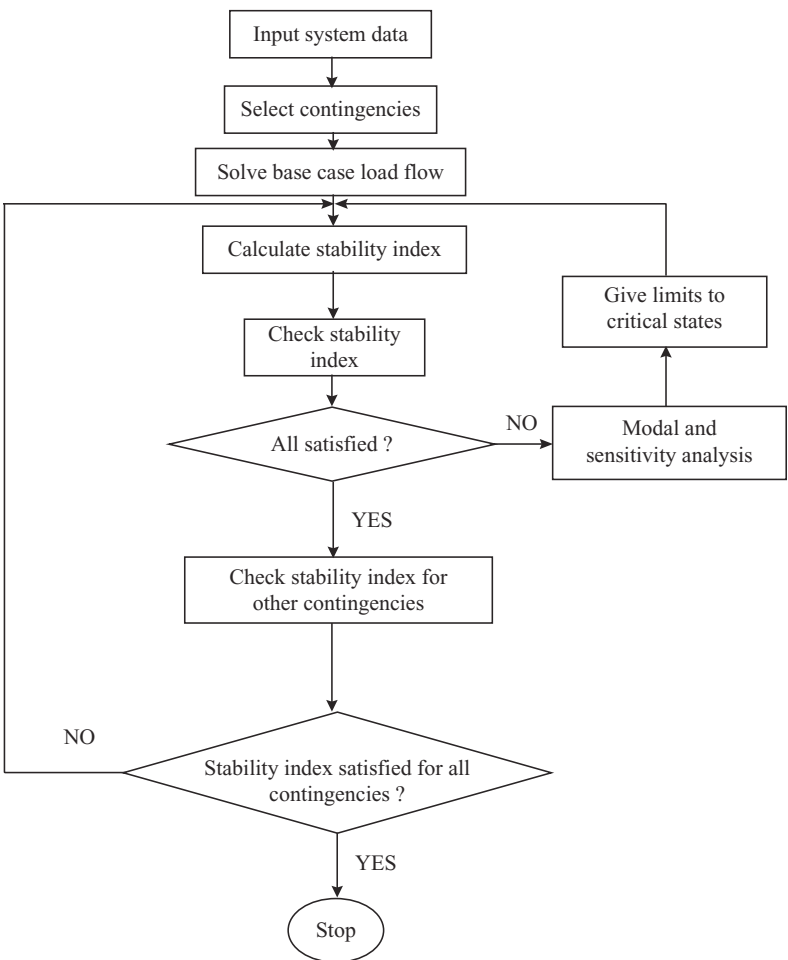 Input system data
Select contingencies
Solve base case load flow
Calculate stability index
Give limits to
critical states
Check stability
index
All satisfied ?
NO
Modal and
sensitivity analysis
YES
Check stability index for
other contingencies
NO
Stability index satisfied for all
contingencies ?
YES
Stop